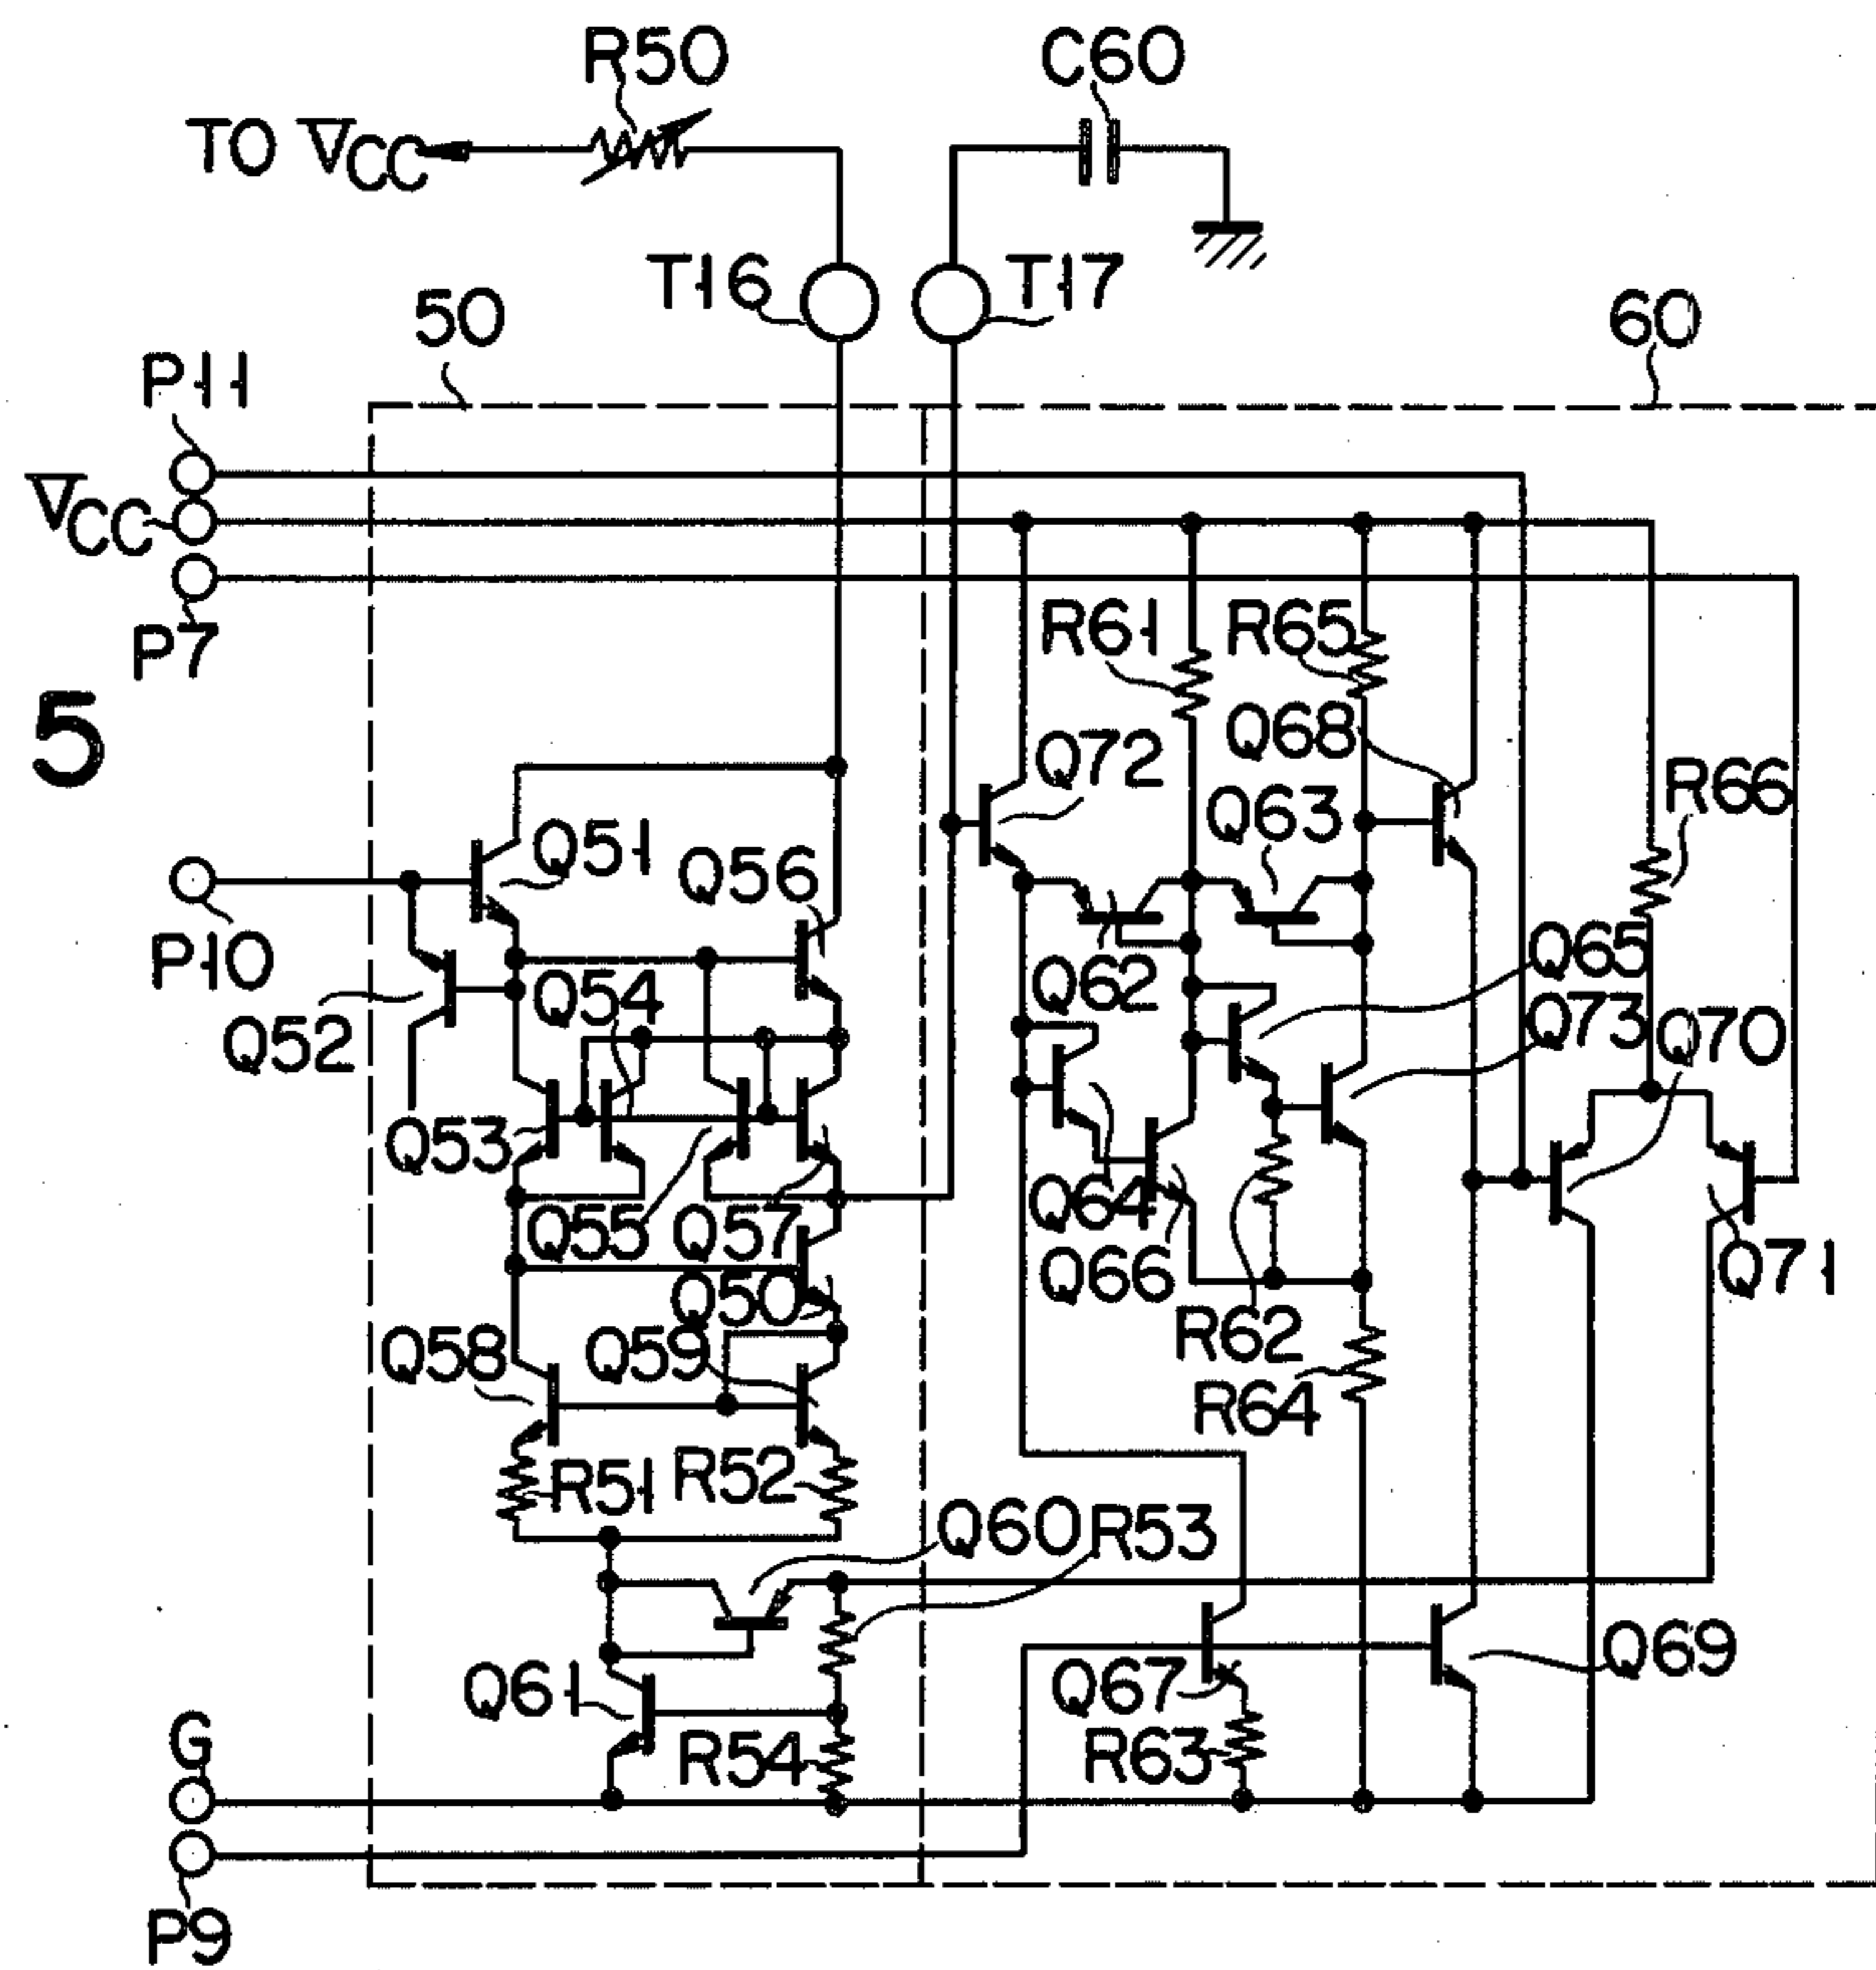 R50 C60
TO VCC
T16 T17
50 60
P11
VCC
P7
R61 R65
5
Q72 Q68
R66
Q63
Q51 Q56
P10
Q65
Q54 Q62
Q52 Q73 Q70
Q53
Q64
Q55 Q57
Q66 Q71
Q50
R62
Q58 Q59
R64
R51 R52
Q60 R53
Q61 Q67 Q69
G R54 R63
P9